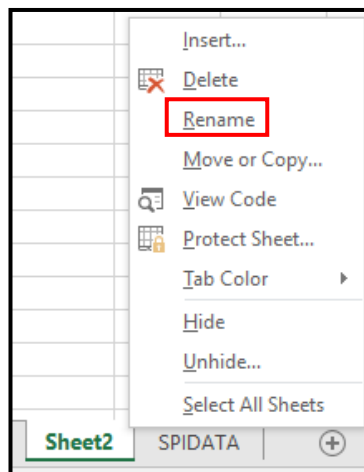 Insert...
Delete
Rename
Move or Copy...
View Code
Protect Sheet...
Tab Color
Hide
Unhide...
Select All Sheets
Sheet2 SPIDATA